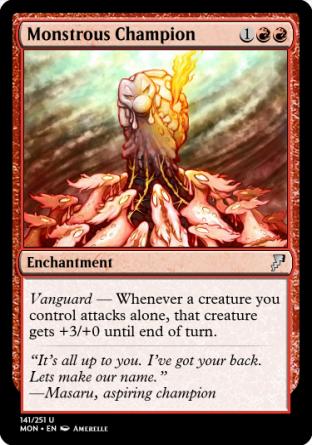 Monstrous Champion 1
Enchantment
Vanguard — Whenever a creature you
control attacks alone, that creature
gets +3/+0 until end of turn.
“It’s all up to you. I’ve got your back.
Lets make our name.”
—Masaru, aspiring champion
141/251 U
MON • EN Amerelle